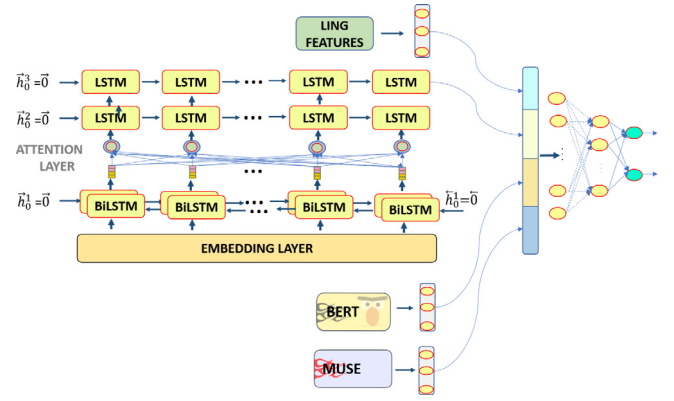 LING
FEATURES
h⃗₀³=0⃗ LSTM LSTM ... LSTM LSTM
h⃗₀²=0⃗ LSTM LSTM ... LSTM LSTM
ATTENTION
LAYER
...
h⃗₀¹=0⃗ BiLSTM BiLSTM ... BiLSTM BiLSTM h⃖₀¹=0⃖
EMBEDDING LAYER
BERT
MUSE